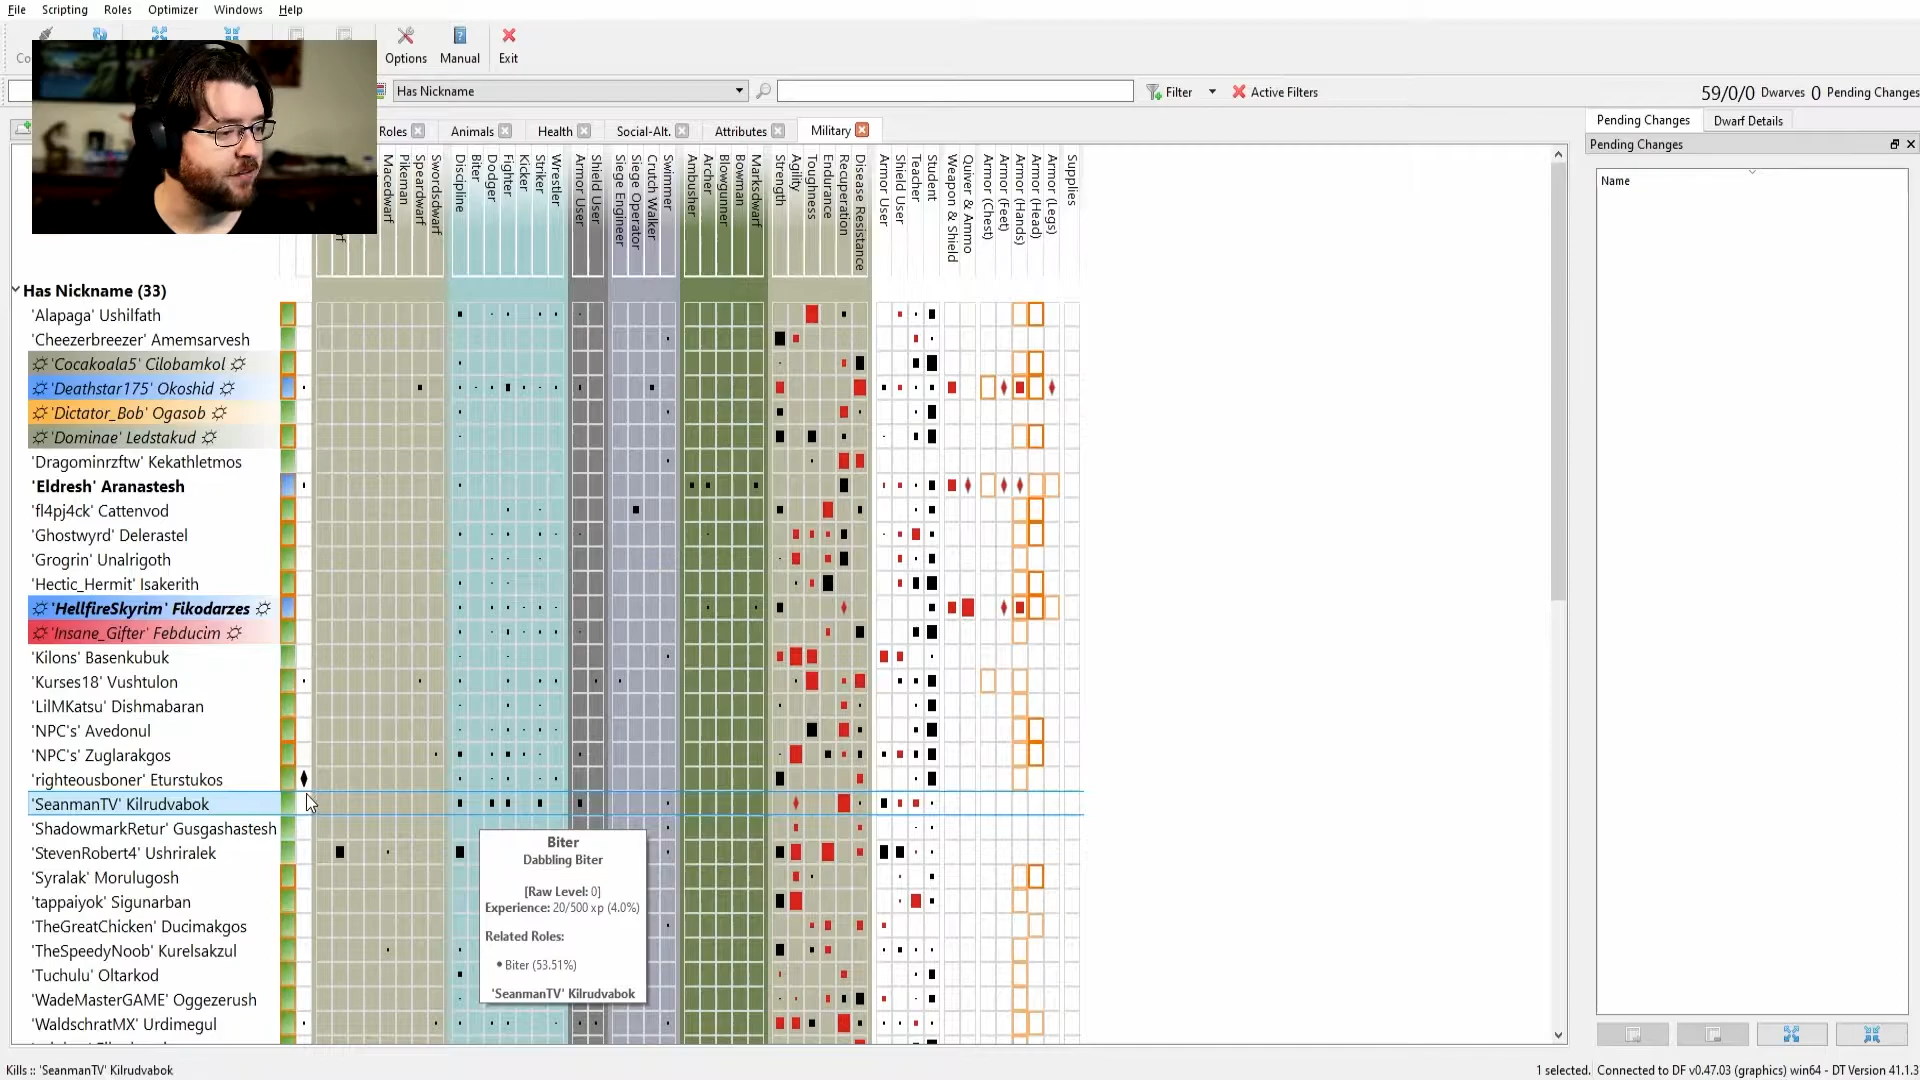 File Scripting Roles Optimizer Windows Help
Co
Options Manual Exit
Has Nickname
Filter Active Filters
59/0/0 Dwarves 0 Pending Changes
Roles Animals Health Social-Alt. Attributes Military
Pending Changes Dwarf Details
Pending Changes
Name
Macedwarf
Pikeman
Speardwarf
Swordsdwarf
Discipline
Biter
Dodger
Fighter
Kicker
Striker
Wrestler
Armor User
Shield User
Siege Engineer
Siege Operator
Crutch Walker
Swimmer
Ambusher
Archer
Blowgunner
Bowman
Marksdwarf
Strength
Agility
Toughness
Endurance
Recuperation
Disease Resistance
Armor User
Shield User
Teacher
Student
Weapon & Shield
Quiver & Ammo
Armor (Chest)
Armor (Feet)
Armor (Hands)
Armor (Head)
Armor (Legs)
Supplies
Has Nickname (33)
'Alapaga' Ushilfath
'Cheezerbreezer' Amemsarvesh
'Cocakoala5' Cilobamkol
'Deathstar175' Okoshid
'Dictator_Bob' Ogasob
'Dominae' Ledstakud
'Dragominrzftw' Kekathletmos
'Eldresh' Aranastesh
'fl4pj4ck' Cattenvod
'Ghostwyrd' Delerastel
'Grogrin' Unalrigoth
'Hectic_Hermit' Isakerith
'HellfireSkyrim' Fikodarzes
'Insane_Gifter' Febducim
'Kilons' Basenkubuk
'Kurses18' Vushtulon
'LilMKatsu' Dishmabaran
'NPC's' Avedonul
'NPC's' Zuglarakgos
'righteousboner' Eturstukos
'SeanmanTV' Kilrudvabok
'ShadowmarkRetur' Gusgashastesh
'StevenRobert4' Ushriralek
'Syralak' Morulugosh
'tappaiyok' Sigunarban
'TheGreatChicken' Ducimakgos
'TheSpeedyNoob' Kurelsakzul
'Tuchulu' Oltarkod
'WadeMasterGAME' Oggezerush
'WaldschratMX' Urdimegul
Biter
Dabbling Biter
[Raw Level: 0]
Experience: 20/500 xp (4.0%)
Related Roles:
• Biter (53.51%)
'SeanmanTV' Kilrudvabok
Kills :: 'SeanmanTV' Kilrudvabok
1 selected. Connected to DF v0.47.03 (graphics) win64 - DT Version 41.1.3